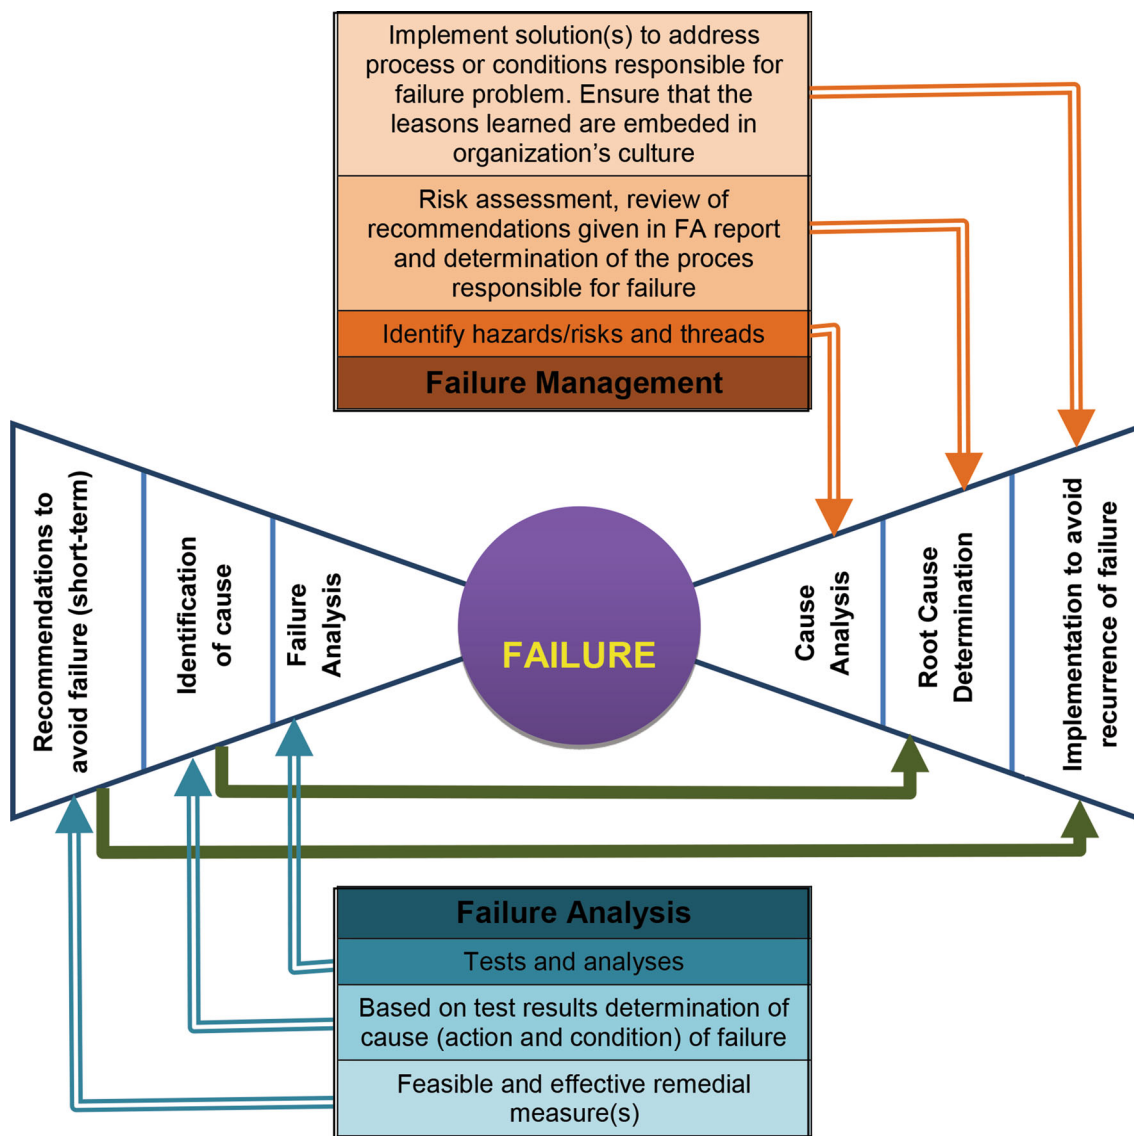 Implement solution(s) to address
process or conditions responsible for
failure problem. Ensure that the
leasons learned are embeded in
organization's culture
Risk assessment, review of
recommendations given in FA report
and determination of the proces
responsible for failure
Identify hazards/risks and threads
Failure Management
Recommendations to
avoid failure (short-term)
Identification
of cause
Failure
Analysis
FAILURE
Cause
Analysis
Root Cause
Determination
Implementation to avoid
recurrence of failure
Failure Analysis
Tests and analyses
Based on test results determination of
cause (action and condition) of failure
Feasible and effective remedial
measure(s)